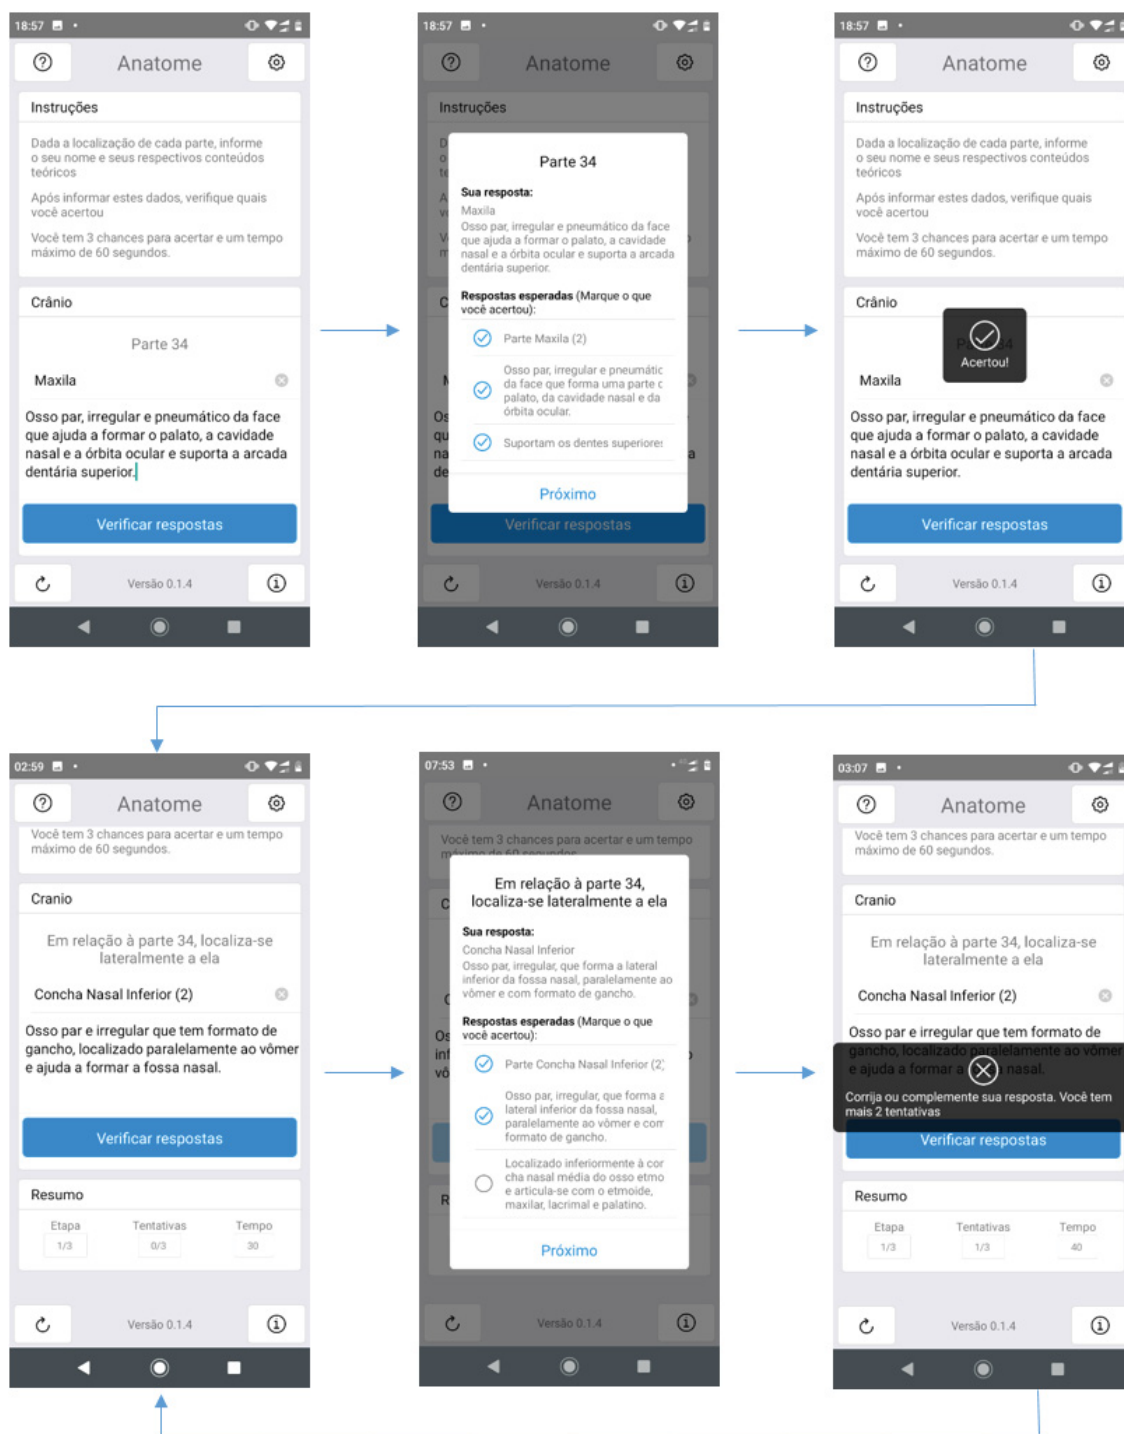 18:57
Anatome
Instruções
Dada a localização de cada parte, informe
o seu nome e seus respectivos conteúdos
teóricos
Após informar estes dados, verifique quais
você acertou
Você tem 3 chances para acertar e um tempo
máximo de 60 segundos.
Crânio
Parte 34
Maxila
Osso par, irregular e pneumático da face
que ajuda a formar o palato, a cavidade
nasal e a órbita ocular e suporta a arcada
dentária superior.
Verificar respostas
Versão 0.1.4
18:57
Anatome
Instruções
Parte 34
Sua resposta:
Maxila
Osso par, irregular e pneumático da face
que ajuda a formar o palato, a cavidade
nasal e a órbita ocular e suporta a arcada
dentária superior.
Respostas esperadas (Marque o que
você acertou):
Parte Maxila (2)
Osso par, irregular e pneumátic
da face que forma uma parte c
palato, da cavidade nasal e da
órbita ocular.
Suportam os dentes superiores
Próximo
Verificar respostas
Versão 0.1.4
18:57
Anatome
Instruções
Dada a localização de cada parte, informe
o seu nome e seus respectivos conteúdos
teóricos
Após informar estes dados, verifique quais
você acertou
Você tem 3 chances para acertar e um tempo
máximo de 60 segundos.
Crânio
Acertou!
Maxila
Osso par, irregular e pneumático da face
que ajuda a formar o palato, a cavidade
nasal e a órbita ocular e suporta a arcada
dentária superior.
Verificar respostas
Versão 0.1.4
02:59
Anatome
Você tem 3 chances para acertar e um tempo
máximo de 60 segundos.
Cranio
Em relação à parte 34, localiza-se
lateralmente a ela
Concha Nasal Inferior (2)
Osso par e irregular que tem formato de
gancho, localizado paralelamente ao vômer
e ajuda a formar a fossa nasal.
Verificar respostas
Resumo
Etapa Tentativas Tempo
1/3 0/3 30
Versão 0.1.4
07:53
Anatome
Você tem 3 chances para acertar e um tempo
máximo de 60 segundos
Em relação à parte 34,
localiza-se lateralmente a ela
Sua resposta:
Concha Nasal Inferior
Osso par, irregular, que forma a lateral
inferior da fossa nasal, paralelamente ao
vômer e com formato de gancho.
Respostas esperadas (Marque o que
você acertou):
Parte Concha Nasal Inferior (2)
Osso par, irregular, que forma a
lateral inferior da fossa nasal,
paralelamente ao vômer e com
formato de gancho.
Localizado inferiormente à cor
cha nasal média do osso etmo
e articula-se com o etmoide,
maxilar, lacrimal e palatino.
Próximo
Versão 0.1.4
03:07
Anatome
Você tem 3 chances para acertar e um tempo
máximo de 60 segundos.
Cranio
Em relação à parte 34, localiza-se
lateralmente a ela
Concha Nasal Inferior (2)
Osso par e irregular que tem formato de
gancho, localizado paralelamente ao vômer
e ajuda a formar a fossa nasal.
Corrija ou complemente sua resposta. Você tem
mais 2 tentativas
Verificar respostas
Resumo
Etapa Tentativas Tempo
1/3 1/3 40
Versão 0.1.4